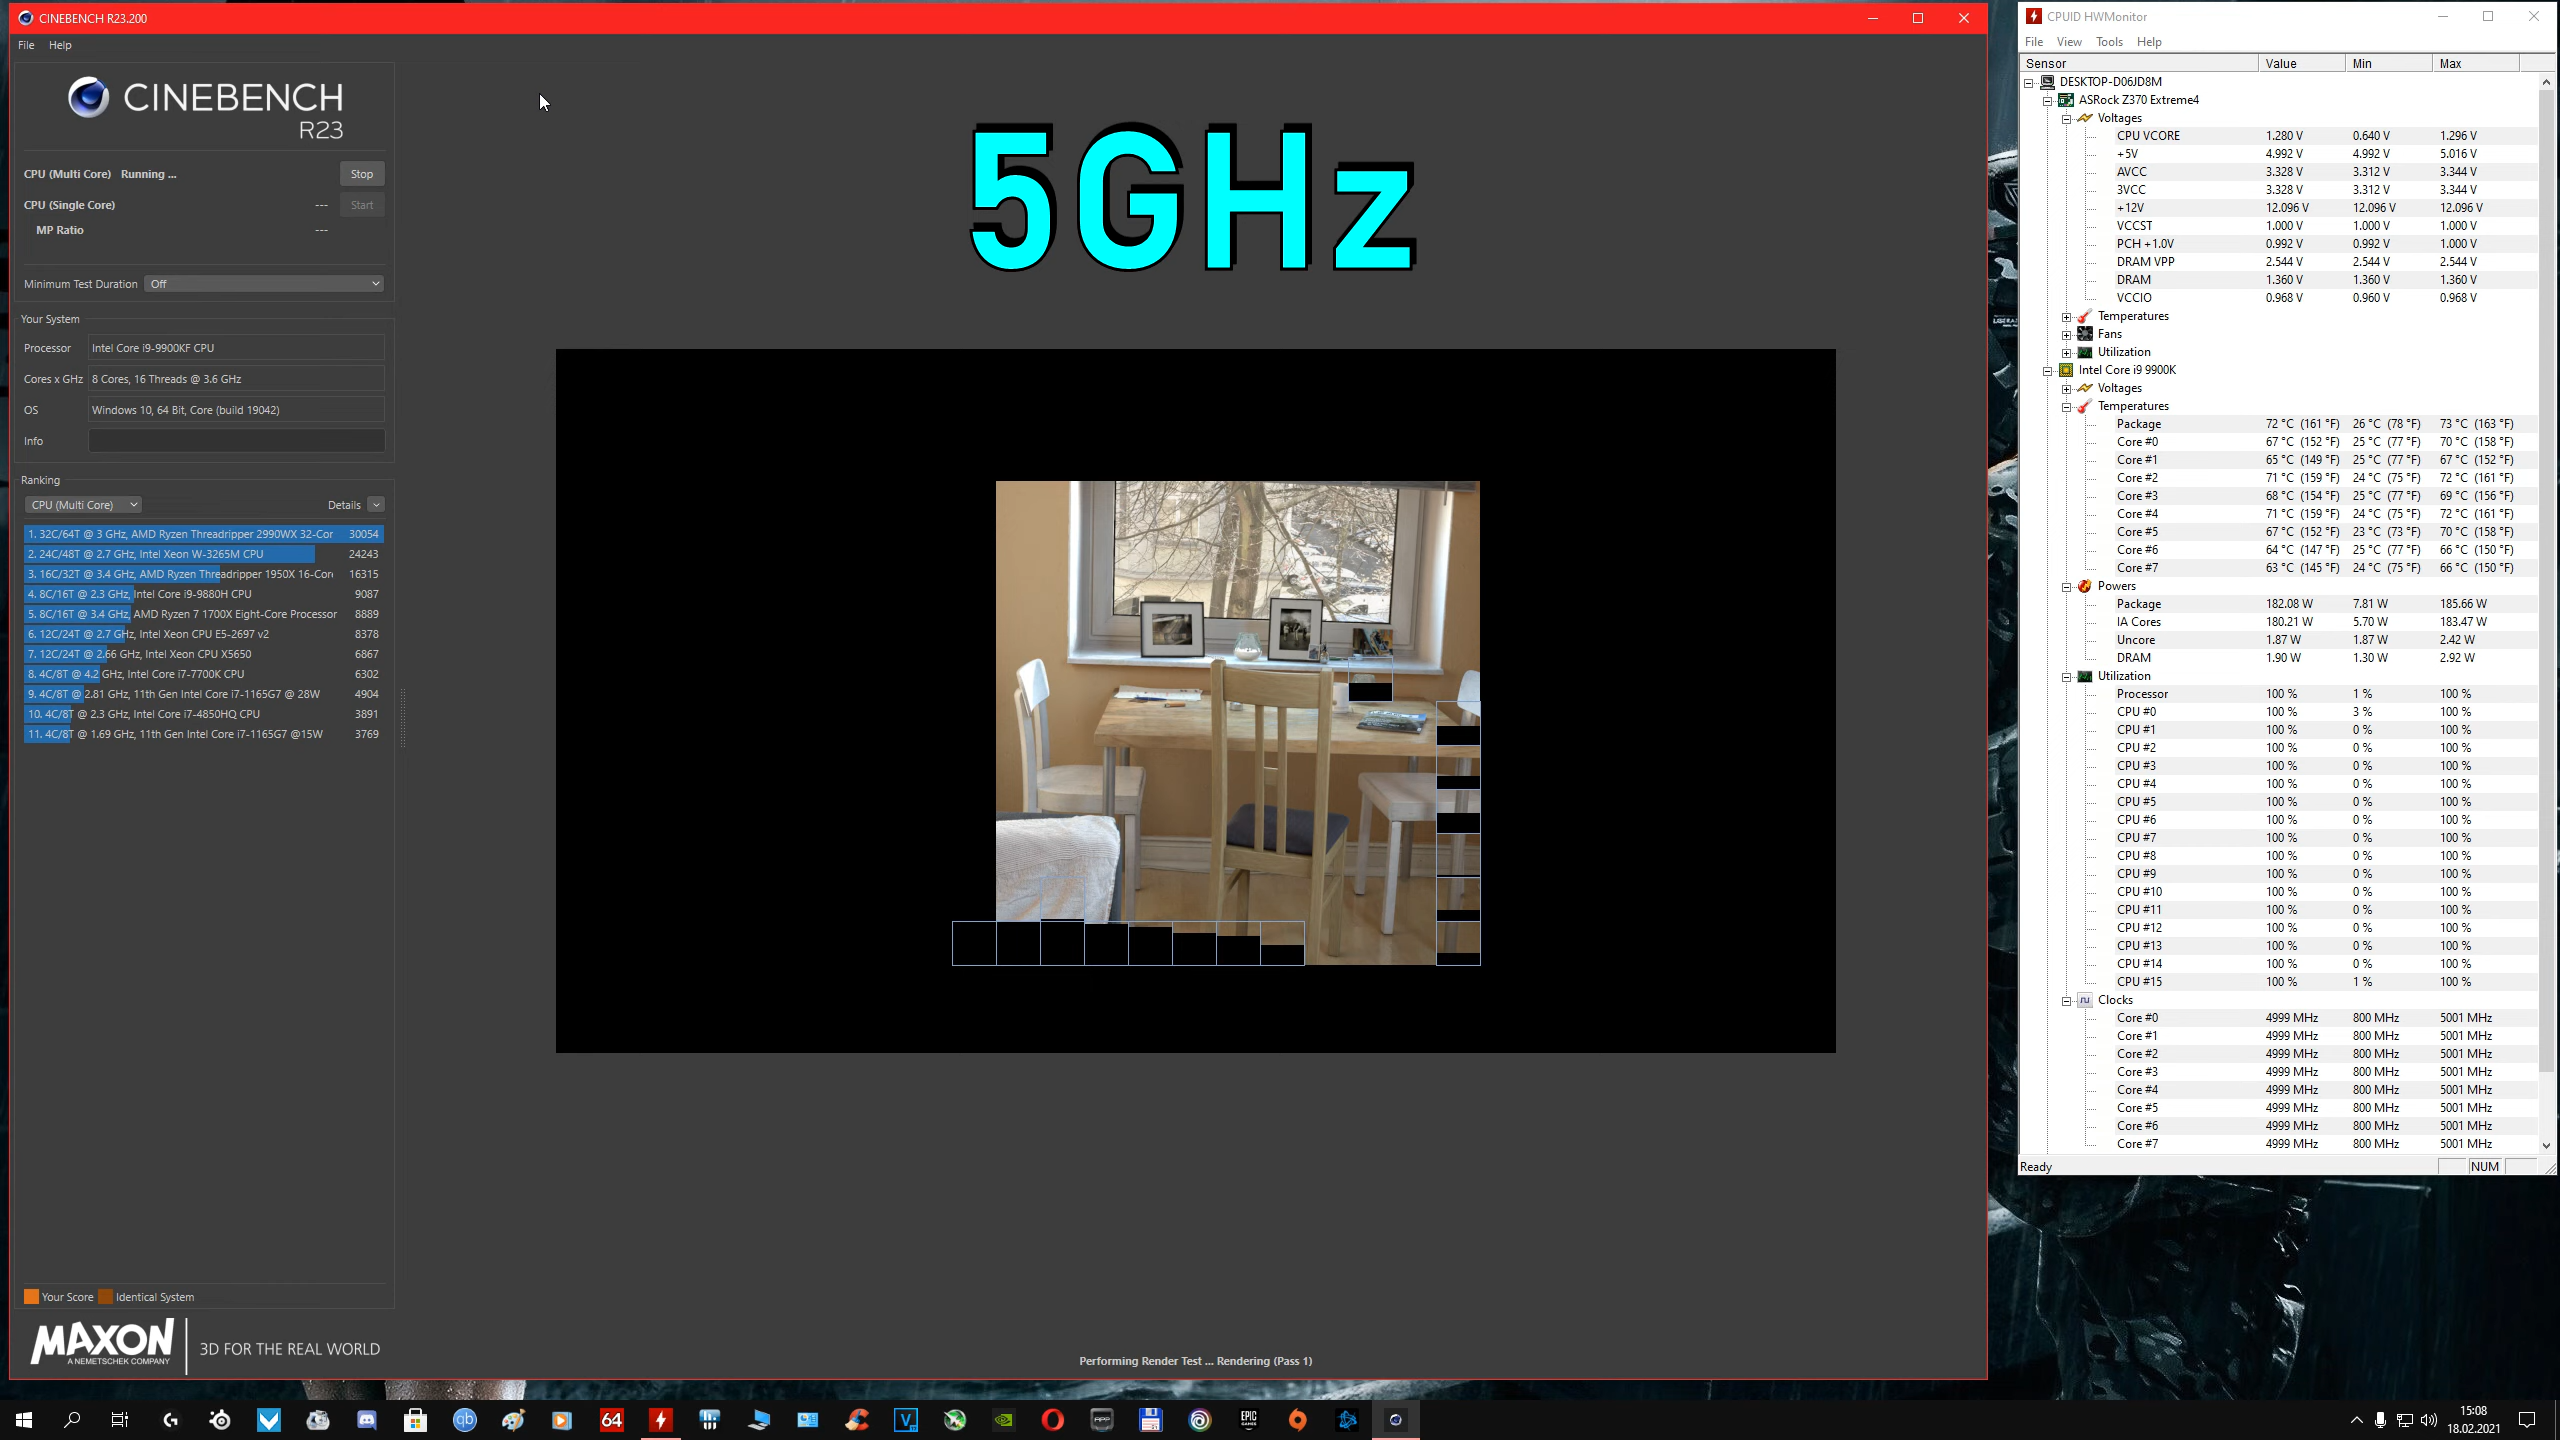 CINEBENCH R23.200
File Help
CINEBENCH
R23
CPU (Multi Core) Running ... Stop
CPU (Single Core) --- Start
MP Ratio ---
Minimum Test Duration Off
Your System
Processor Intel Core i9-9900KF CPU
Cores x GHz 8 Cores, 16 Threads @ 3.6 GHz
OS Windows 10, 64 Bit, Core (build 19042)
Info
Ranking
CPU (Multi Core) Details
1. 32C/64T @ 3 GHz, AMD Ryzen Threadripper 2990WX 32-Cor 30054
2. 24C/48T @ 2.7 GHz, Intel Xeon W-3265M CPU 24243
3. 16C/32T @ 3.4 GHz, AMD Ryzen Threadripper 1950X 16-Core 16315
4. 8C/16T @ 2.3 GHz, Intel Core i9-9880H CPU 9087
5. 8C/16T @ 3.4 GHz, AMD Ryzen 7 1700X Eight-Core Processor 8889
6. 12C/24T @ 2.7 GHz, Intel Xeon CPU E5-2697 v2 8378
7. 12C/24T @ 2.66 GHz, Intel Xeon CPU X5650 6867
8. 4C/8T @ 4.2 GHz, Intel Core i7-7700K CPU 6302
9. 4C/8T @ 2.81 GHz, 11th Gen Intel Core i7-1165G7 @ 28W 4904
10. 4C/8T @ 2.3 GHz, Intel Core i7-4850HQ CPU 3891
11. 4C/8T @ 1.69 GHz, 11th Gen Intel Core i7-1165G7 @15W 3769
Your Score Identical System
MAXON
A NEMETSCHEK COMPANY
3D FOR THE REAL WORLD
5GHz
Performing Render Test ... Rendering (Pass 1)
CPUID HWMonitor
File View Tools Help
Sensor Value Min Max
DESKTOP-D06JD8M
ASRock Z370 Extreme4
Voltages
CPU VCORE 1.280 V 0.640 V 1.296 V
+5V 4.992 V 4.992 V 5.016 V
AVCC 3.328 V 3.312 V 3.344 V
3VCC 3.328 V 3.312 V 3.344 V
+12V 12.096 V 12.096 V 12.096 V
VCCST 1.000 V 1.000 V 1.000 V
PCH +1.0V 0.992 V 0.992 V 1.000 V
DRAM VPP 2.544 V 2.544 V 2.544 V
DRAM 1.360 V 1.360 V 1.360 V
VCCIO 0.968 V 0.960 V 0.968 V
Temperatures
Fans
Utilization
Intel Core i9 9900K
Voltages
Temperatures
Package 72 °C (161 °F) 26 °C (78 °F) 73 °C (163 °F)
Core #0 67 °C (152 °F) 25 °C (77 °F) 70 °C (158 °F)
Core #1 65 °C (149 °F) 25 °C (77 °F) 67 °C (152 °F)
Core #2 71 °C (159 °F) 24 °C (75 °F) 72 °C (161 °F)
Core #3 68 °C (154 °F) 25 °C (77 °F) 69 °C (156 °F)
Core #4 71 °C (159 °F) 24 °C (75 °F) 72 °C (161 °F)
Core #5 67 °C (152 °F) 23 °C (73 °F) 70 °C (158 °F)
Core #6 64 °C (147 °F) 25 °C (77 °F) 66 °C (150 °F)
Core #7 63 °C (145 °F) 24 °C (75 °F) 66 °C (150 °F)
Powers
Package 182.08 W 7.81 W 185.66 W
IA Cores 180.21 W 5.70 W 183.47 W
Uncore 1.87 W 1.87 W 2.42 W
DRAM 1.90 W 1.30 W 2.92 W
Utilization
Processor 100 % 1 % 100 %
CPU #0 100 % 3 % 100 %
CPU #1 100 % 0 % 100 %
CPU #2 100 % 0 % 100 %
CPU #3 100 % 0 % 100 %
CPU #4 100 % 0 % 100 %
CPU #5 100 % 0 % 100 %
CPU #6 100 % 0 % 100 %
CPU #7 100 % 0 % 100 %
CPU #8 100 % 0 % 100 %
CPU #9 100 % 0 % 100 %
CPU #10 100 % 0 % 100 %
CPU #11 100 % 0 % 100 %
CPU #12 100 % 0 % 100 %
CPU #13 100 % 0 % 100 %
CPU #14 100 % 0 % 100 %
CPU #15 100 % 1 % 100 %
Clocks
Core #0 4999 MHz 800 MHz 5001 MHz
Core #1 4999 MHz 800 MHz 5001 MHz
Core #2 4999 MHz 800 MHz 5001 MHz
Core #3 4999 MHz 800 MHz 5001 MHz
Core #4 4999 MHz 800 MHz 5001 MHz
Core #5 4999 MHz 800 MHz 5001 MHz
Core #6 4999 MHz 800 MHz 5001 MHz
Core #7 4999 MHz 800 MHz 5001 MHz
Ready NUM
qb 64 V APP EPIC GAMES
15:08
18.02.2021